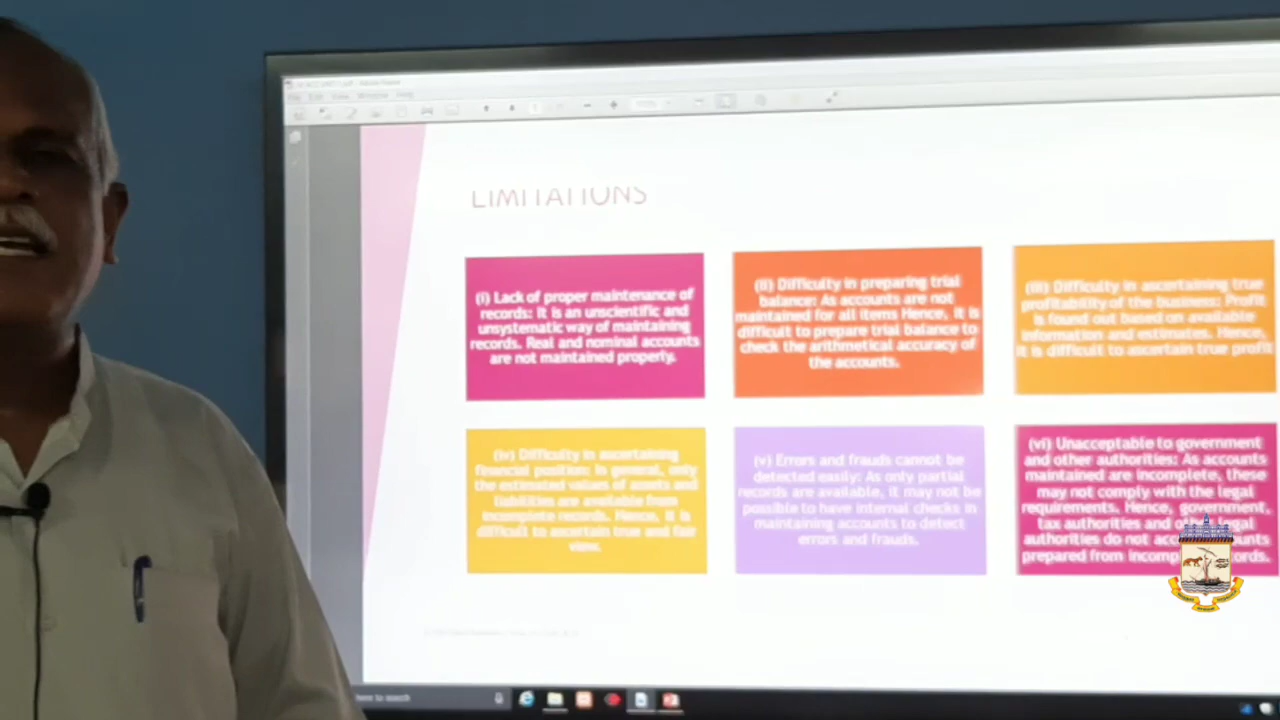 LIMITATIONS
(i) Lack of proper maintenance of
records: It is an unscientific and
unsystematic way of maintaining
records. Real and nominal accounts
are not maintained properly.
(ii) Difficulty in preparing trial
balance: As accounts are not
maintained for all items Hence, it is
difficult to prepare trial balance to
check the arithmetical accuracy of
the accounts.
(iii) Difficulty in ascertaining true
profitability of the business: Profit
is found out based on available
information and estimates. Hence,
it is difficult to ascertain true profit
(iv) Difficulty in ascertaining
financial position: In general, only
the estimated values of assets and
liabilities are available from
incomplete records. Hence, it is
difficult to ascertain true and fair
view.
(v) Errors and frauds cannot be
detected easily: As only partial
records are available, it may not be
possible to have internal checks in
maintaining accounts to detect
errors and frauds.
(vi) Unacceptable to government
and other authorities: As accounts
maintained are incomplete, these
may not comply with the legal
requirements. Hence, government,
tax authorities and legal
authorities do not
prepared from
here to search